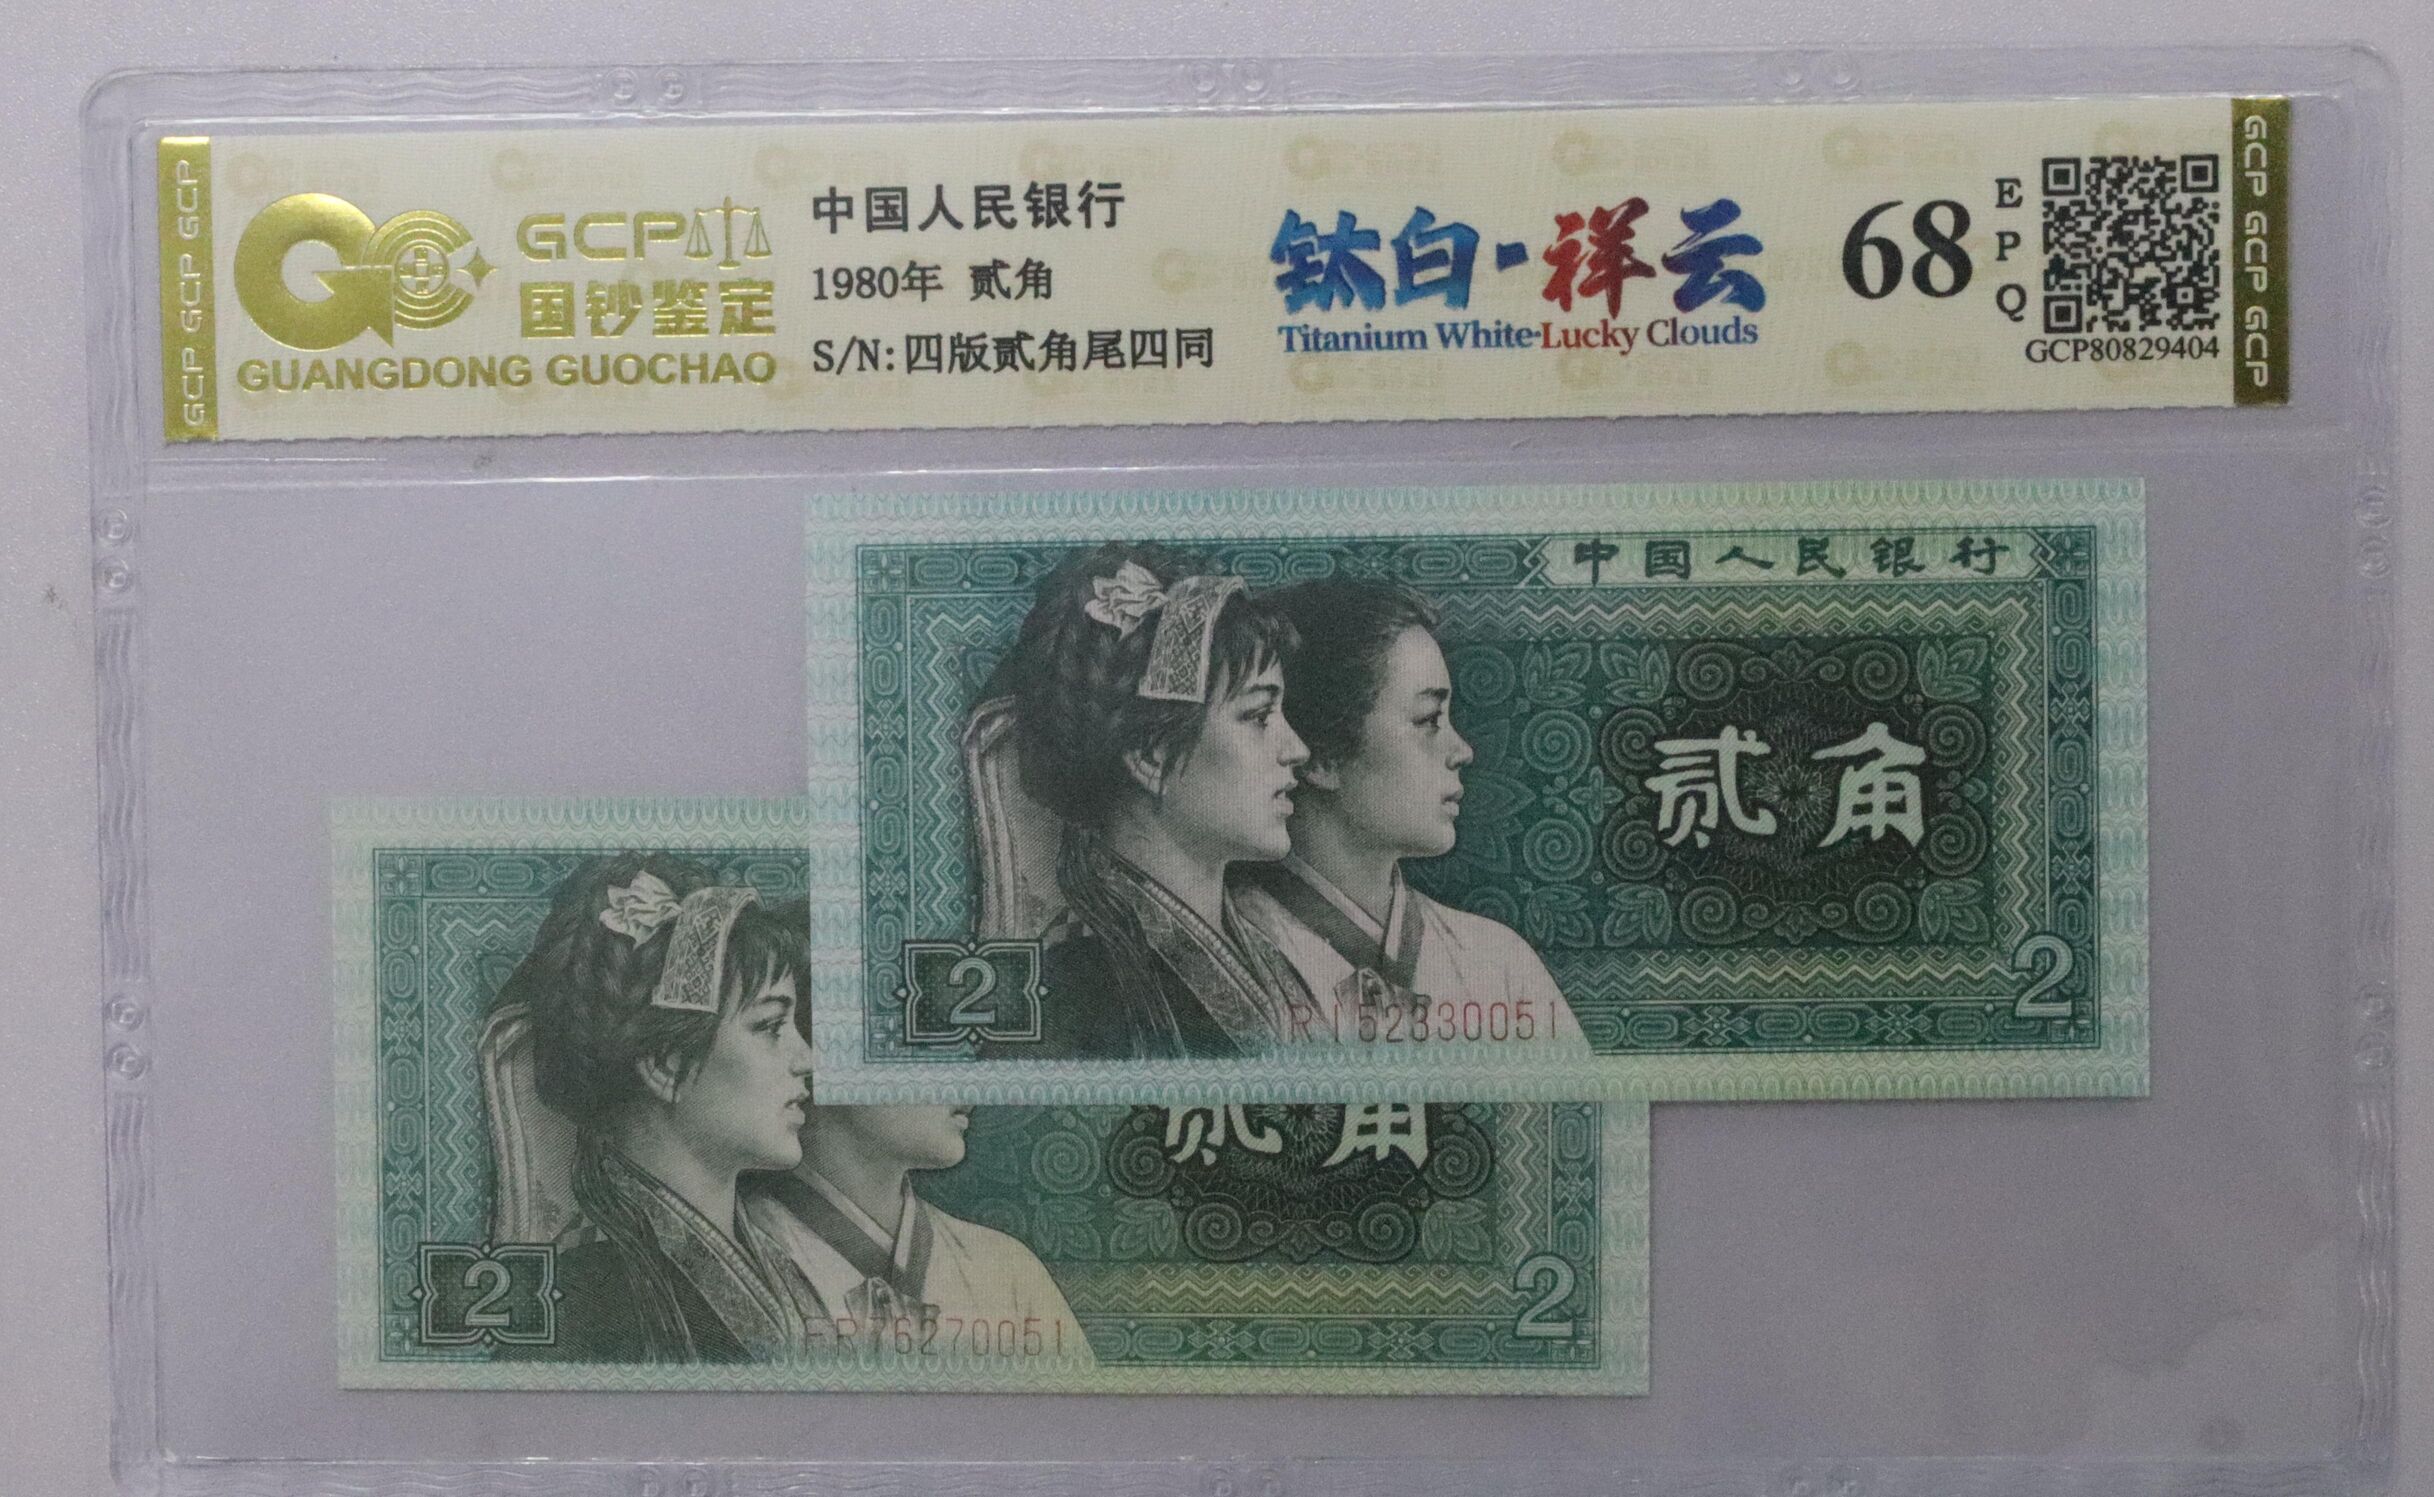 GCP GCP GCP
GCP
国钞鉴定
GUANGDONG GUOCHAO
中国人民银行
1980年 贰角
S/N:四版贰角尾四同
钛白·祥云
Titanium White·Lucky Clouds
68
EPQ
GCP80829404
GCP GCP GCP
中国人民银行
贰角
2
RI52330051
2
贰角
2
FR76270051
2